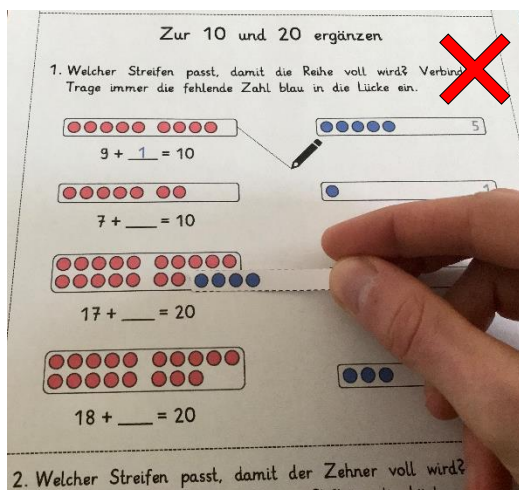 Zur 10 und 20 ergänzen
1. Welcher Streifen passt, damit die Reihe voll wird?
Trage immer die fehlende Zahl blau in die Lücke ein.
5
9 + 1 = 10
1
7 + ___ = 10
17 + ___ = 20
18 + ___ = 20
2. Welcher Streifen passt, damit der Zehner voll wird?